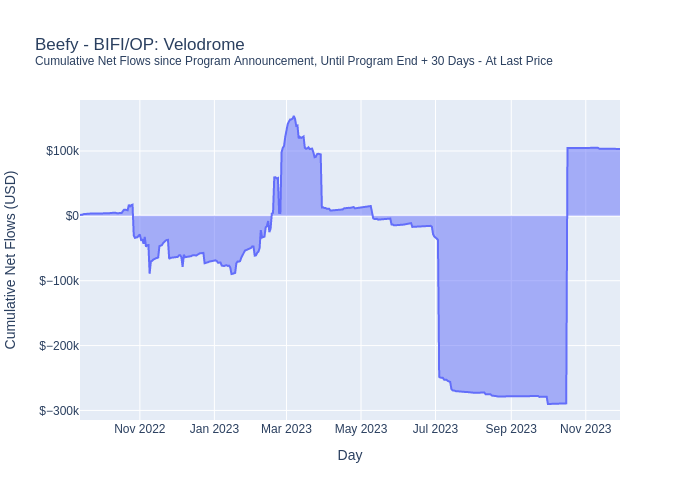 Beefy - BIFI/OP: Velodrome
Cumulative Net Flows since Program Announcement, Until Program End + 30 Days - At Last Price
Cumulative Net Flows (USD)
$100k
$0
$−100k
$−200k
$−300k
Nov 2022 Jan 2023 Mar 2023 May 2023 Jul 2023 Sep 2023 Nov 2023
Day